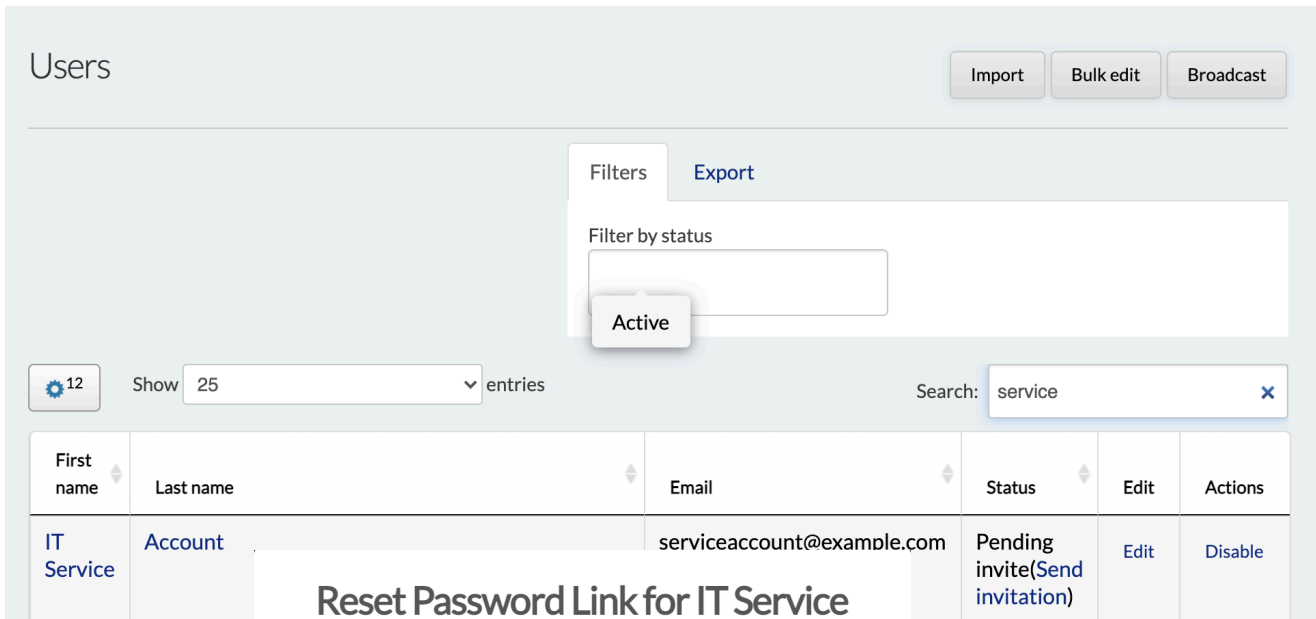 Users
Import Bulk edit Broadcast
Filters Export
Filter by status
Active
12 Show 25 entries
Search: service ×
First name Last name Email Status Edit Actions
IT Service Account serviceaccount@example.com Pending invite(Send invitation) Edit Disable
Reset Password Link for IT Service